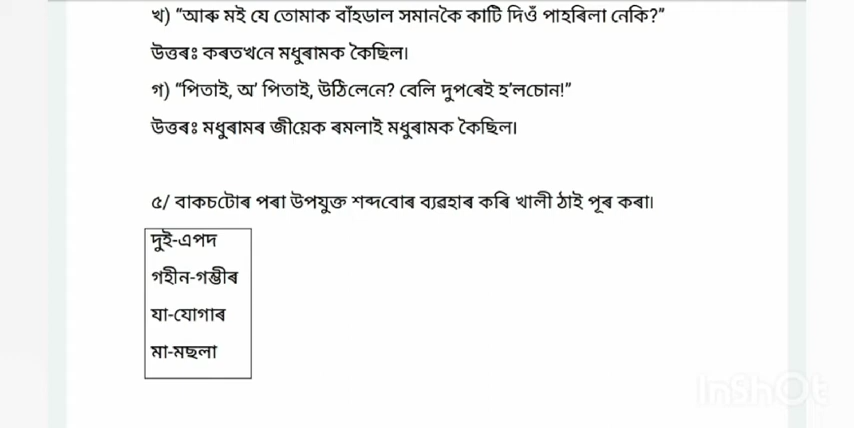 খ) “আৰু মই যে তোমাক বাঁহডাল সমানকৈ কাটি দিওঁ পাহৰিলা নেকি?”
উত্তৰঃ কৰতখনে মধুৰামক কৈছিল।
গ) “পিতাই, অ’ পিতাই, উঠিলেনে? বেলি দুপৰেই হ’লচোন!”
উত্তৰঃ মধুৰামৰ জীয়েক ৰমলাই মধুৰামক কৈছিল।
৫/ বাকচটোৰ পৰা উপযুক্ত শব্দবোৰ ব্যৱহাৰ কৰি খালী ঠাই পূৰ কৰা।
দুই-এপদ
গহীন-গম্ভীৰ
যা-যোগাৰ
মা-মছলা
InShOt